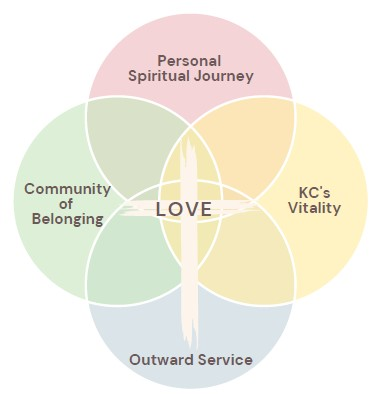 Personal
Spiritual Journey
Community
of
Belonging
LOVE
KC's
Vitality
Outward Service